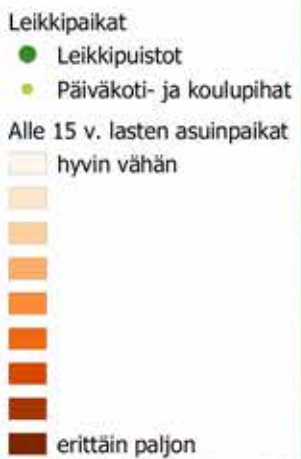 Leikkipaikat
Leikkipuistot
Päiväkoti- ja koulupihat
Alle 15 v. lasten asuinpaikat
hyvin vähän
erittäin paljon